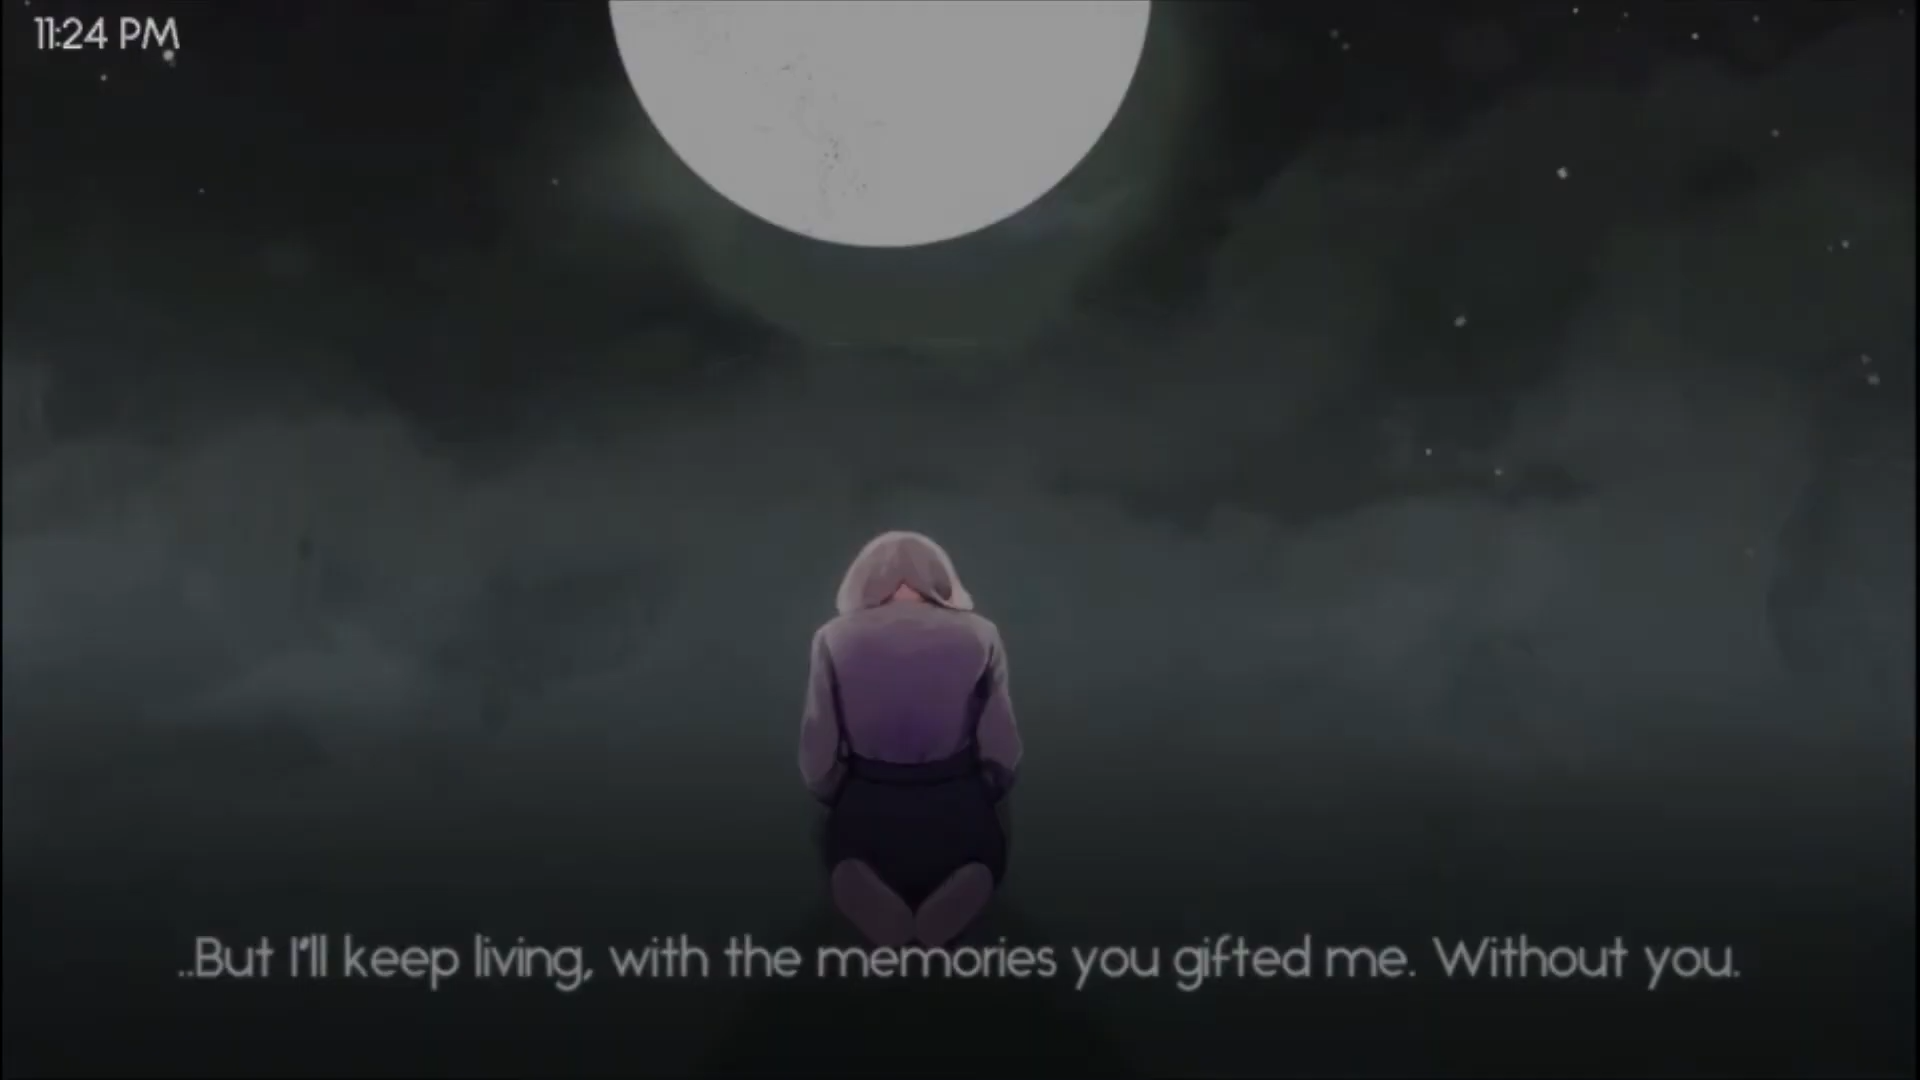 11:24 PM
..But I'll keep living, with the memories you gifted me. Without you.